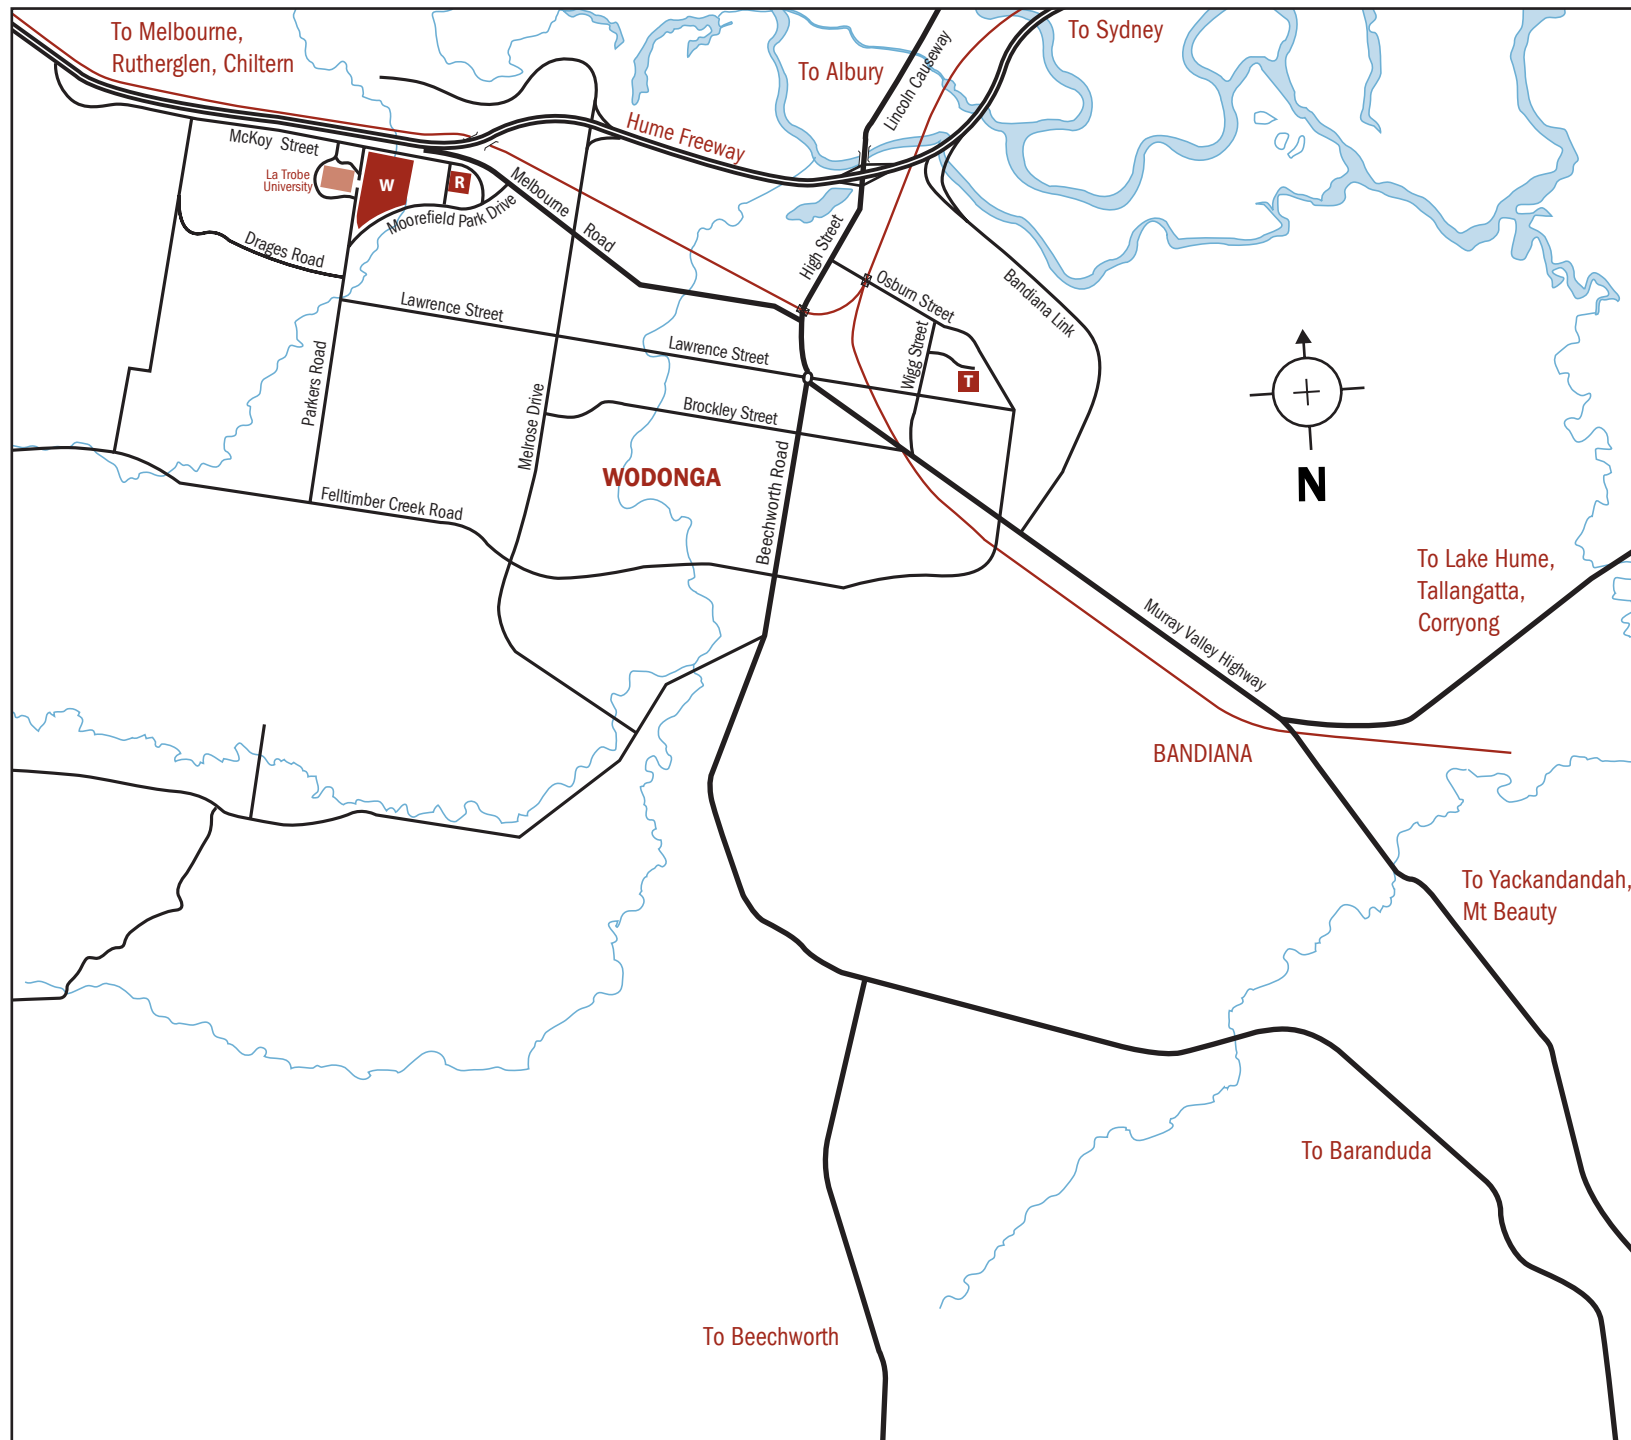 To Melbourne,
Rutherglen, Chiltern
To Albury
Lincoln Causeway
To Sydney
Hume Freeway
McKoy Street
La Trobe
University
W
R
Moorefield Park Drive
Melbourne Road
High Street
Drages Road
Osburn Street
Bandiana Link
Lawrence Street
Lawrence Street
Wigg Street
T
Parkers Road
Melrose Drive
Brockley Street
WODONGA
Beechworth Road
N
Felltimber Creek Road
To Lake Hume,
Tallangatta,
Corryong
Murray Valley Highway
BANDIANA
To Yackandandah,
Mt Beauty
To Baranduda
To Beechworth